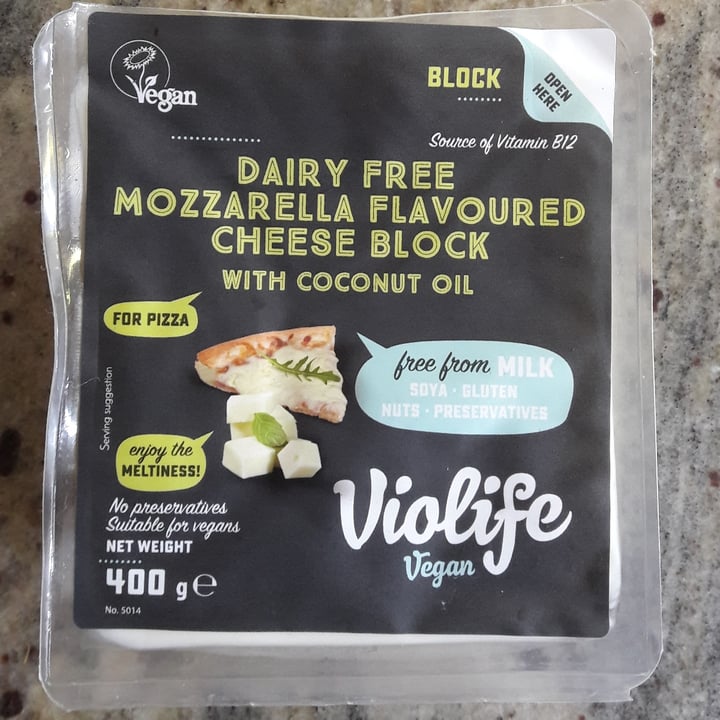 Vegan
BLOCK
OPEN
HERE
Source of Vitamin B12
DAIRY FREE
MOZZARELLA FLAVOURED
CHEESE BLOCK
WITH COCONUT OIL
FOR PIZZA
free from MILK
SOYA · GLUTEN
NUTS · PRESERVATIVES
Serving suggestion
enjoy the
MELTINESS!
No preservatives
Suitable for vegans
NET WEIGHT
400 g ℮
No. 5014
Violife
Vegan